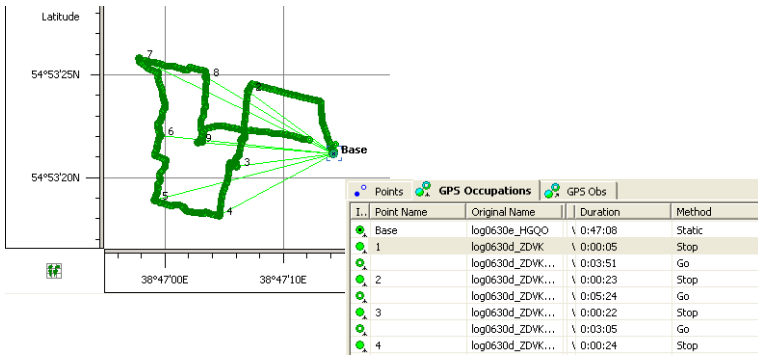 Latitude
7
8
2
54°53'25N
6
9
Base
3
54°53'20N
5
4
38°47'00E 38°47'10E
Points GPS Occupations GPS Obs
I... Point Name Original Name Duration Method
Base log0630e_HGQO \ 0:47:08 Static
1 log0630d_ZDVK \ 0:00:05 Stop
log0630d_ZDVK... \ 0:03:51 Go
2 log0630d_ZDVK... \ 0:00:23 Stop
log0630d_ZDVK... \ 0:05:24 Go
3 log0630d_ZDVK... \ 0:00:22 Stop
log0630d_ZDVK... \ 0:03:05 Go
4 log0630d_ZDVK... \ 0:00:24 Stop